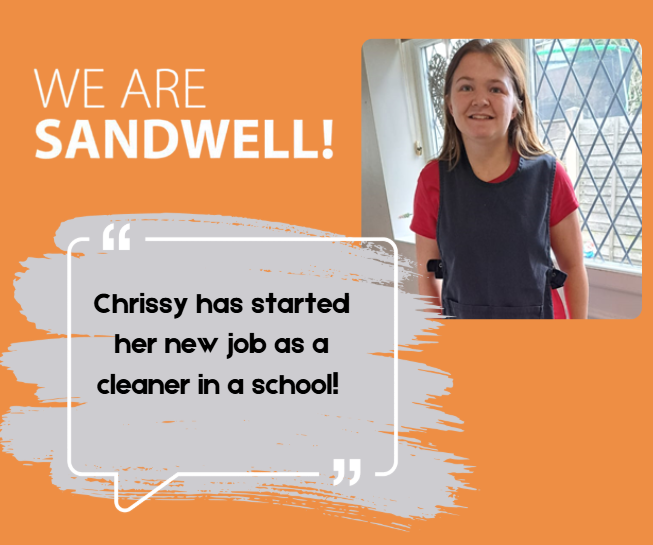 WE ARE
SANDWELL!
“
Chrissy has started
her new job as a
cleaner in a school!
”